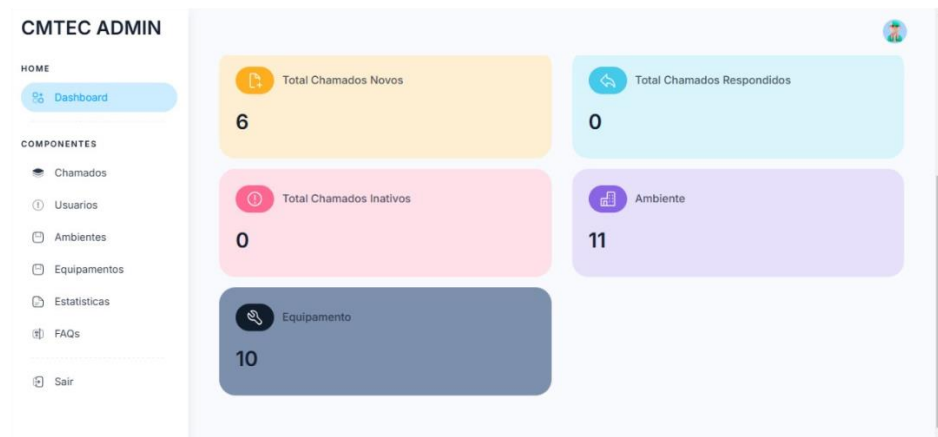 CMTEC ADMIN
HOME
Dashboard
COMPONENTES
Chamados
Usuarios
Ambientes
Equipamentos
Estatisticas
FAQs
Sair
Total Chamados Novos
6
Total Chamados Respondidos
0
Total Chamados Inativos
0
Ambiente
11
Equipamento
10